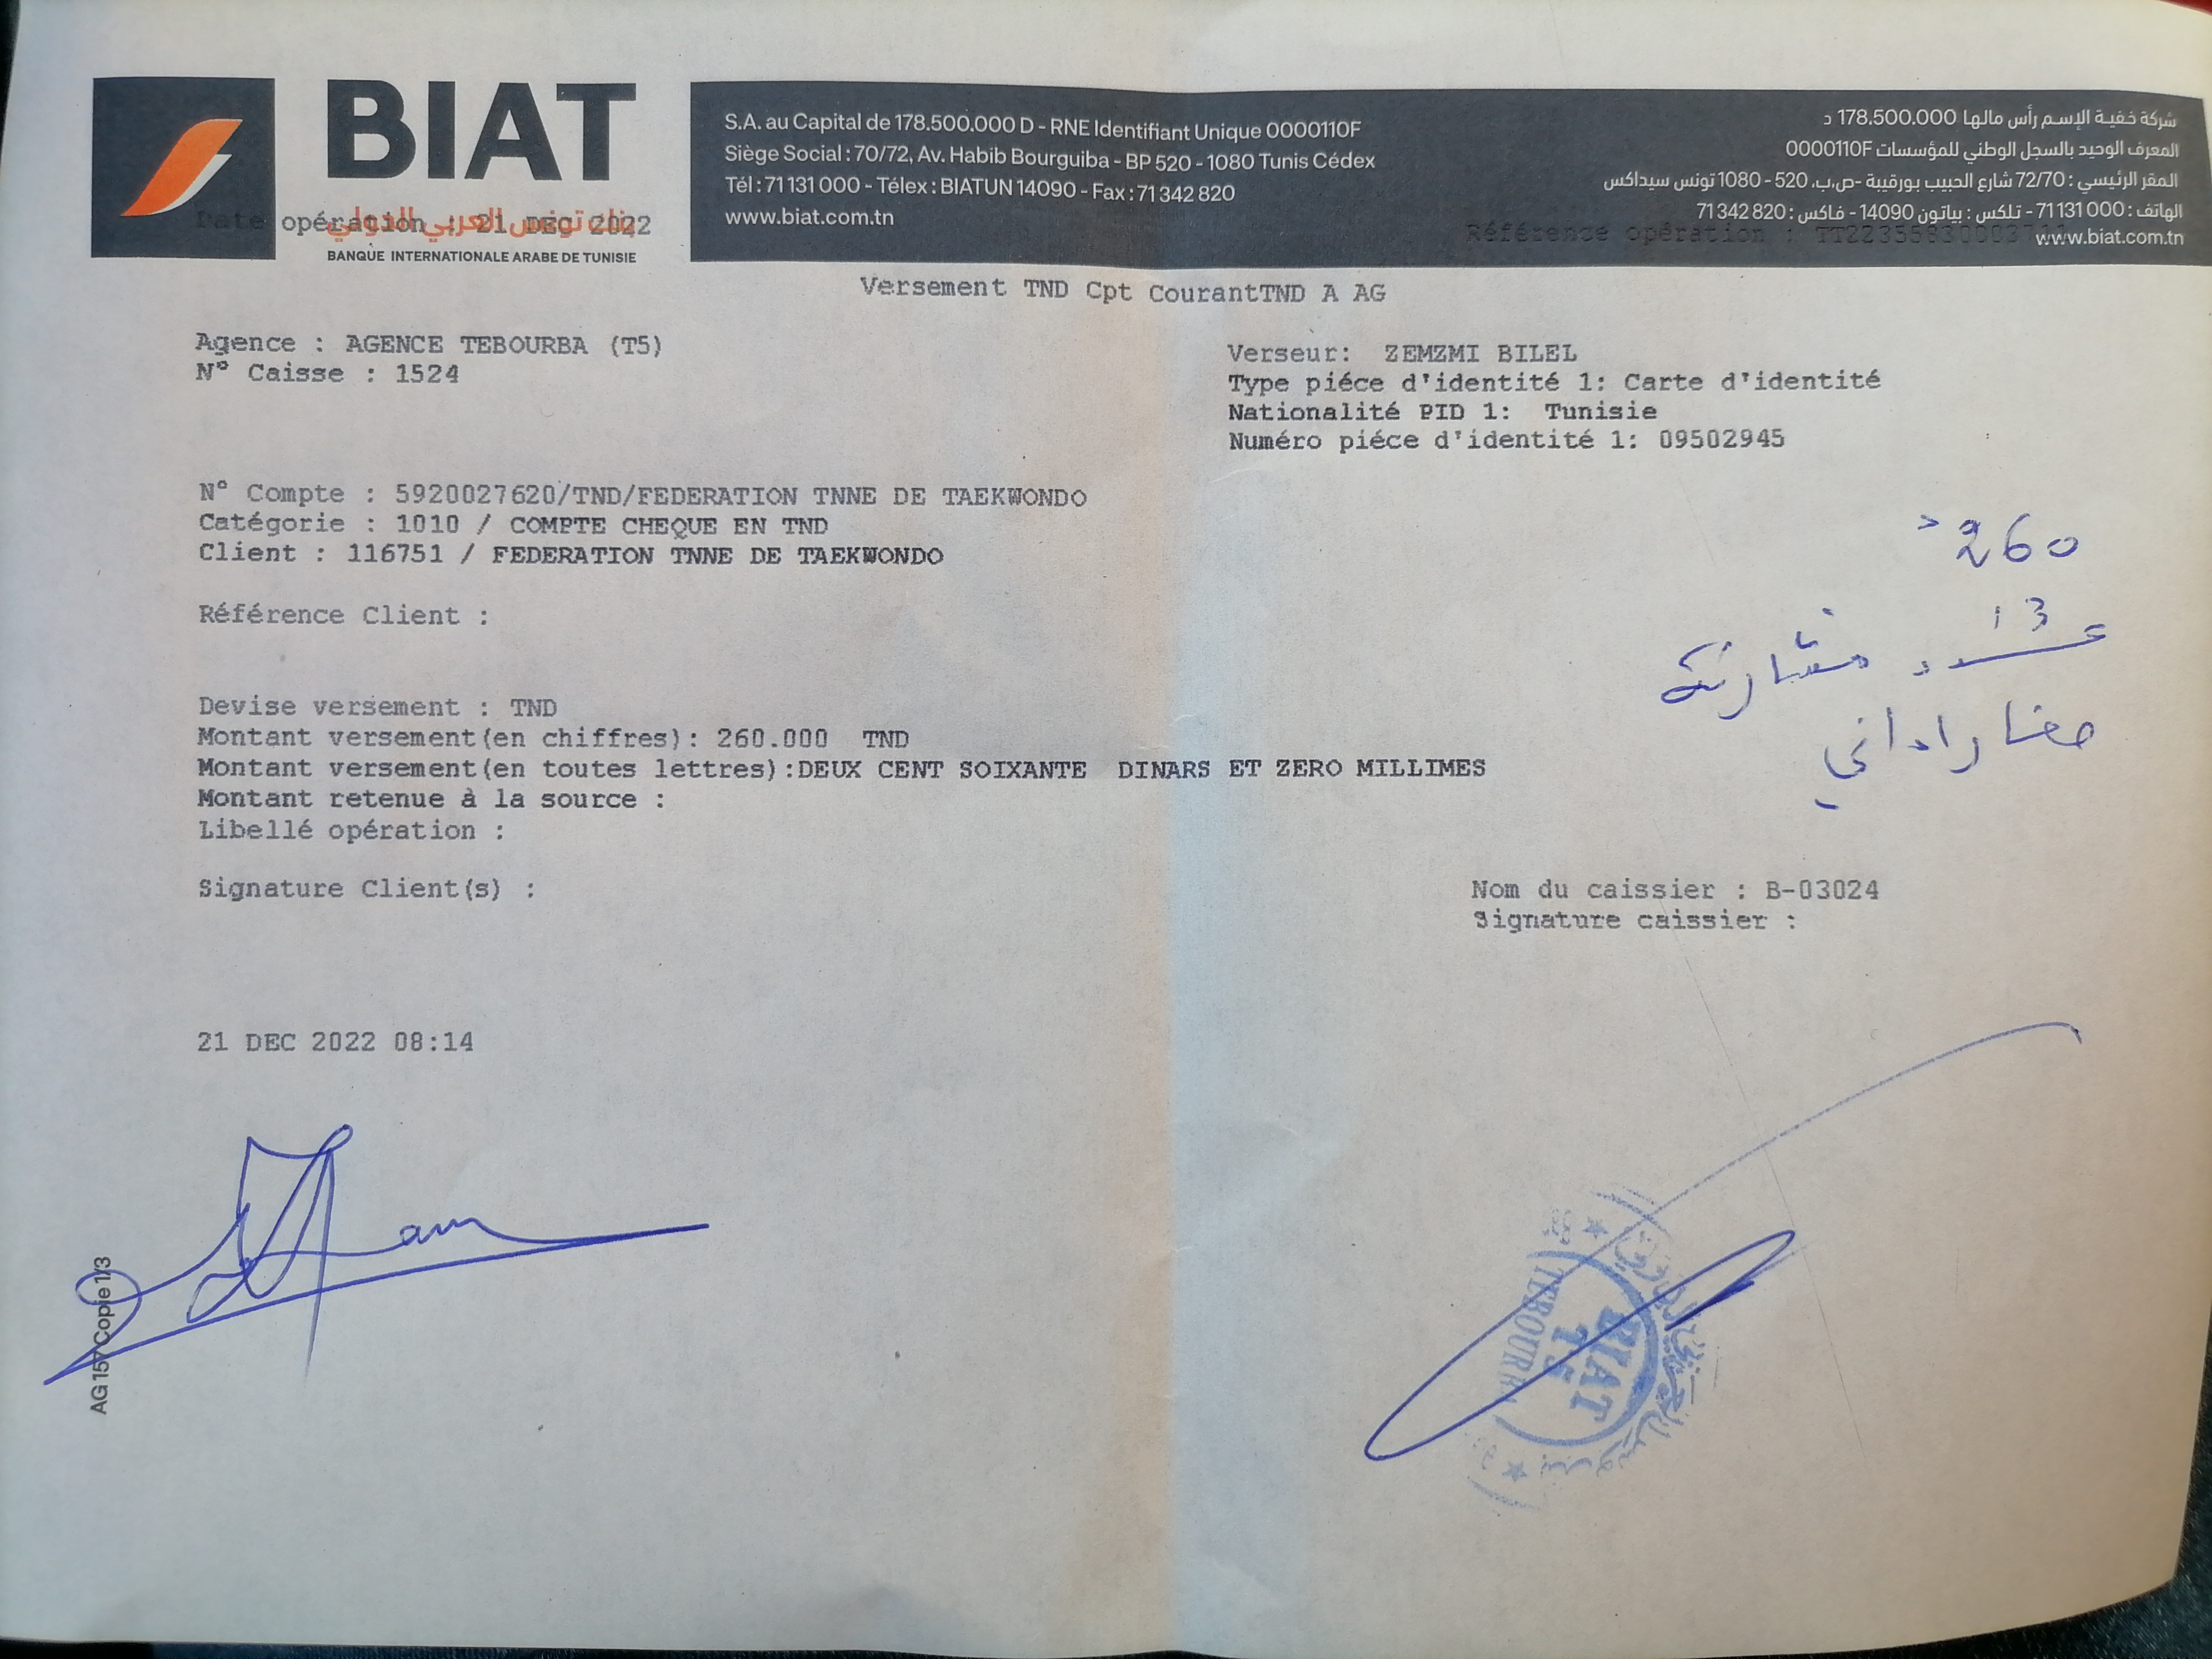 BIAT
بنك تونس العربي الدولي
BANQUE INTERNATIONALE ARABE DE TUNISIE
S.A. au Capital de 178.500.000 D - RNE Identifiant Unique 0000110F
Siège Social : 70/72, Av. Habib Bourguiba - BP 520 - 1080 Tunis Cédex
Tél : 71 131 000 - Télex : BIATUN 14090 - Fax : 71 342 820
www.biat.com.tn
شركة خفية الإسم رأس مالها 178.500.000 د
المعرف الوحيد بالسجل الوطني للمؤسسات 0000110F
المقر الرئيسي : 72/70 شارع الحبيب بورقيبة -ص.ب. 520 - 1080 تونس سيداكس
الهاتف : 71 131 000 - تلكس : بياتون 14090 - فاكس : 71 342 820
www.biat.com.tn
Date opération : 21 DEC 2022
Référence opération :
Versement TND Cpt CourantTND A AG
Agence : AGENCE TEBOURBA (T5)
N° Caisse : 1524
Verseur: ZEMZMI BILEL
Type piéce d'identité 1: Carte d'identité
Nationalité PID 1: Tunisie
Numéro piéce d'identité 1: 09502945
N° Compte : 5920027620/TND/FEDERATION TNNE DE TAEKWONDO
Catégorie : 1010 / COMPTE CHEQUE EN TND
Client : 116751 / FEDERATION TNNE DE TAEKWONDO
260
13
عدد مشاركة
Référence Client :
Devise versement : TND
Montant versement(en chiffres): 260.000 TND
Montant versement(en toutes lettres):DEUX CENT SOIXANTE DINARS ET ZERO MILLIMES
Montant retenue à la source :
Libellé opération :
Signature Client(s) :
Nom du caissier : B-03024
Signature caissier :
21 DEC 2022 08:14
AG 157 Copie 1/3
BIAT
T5